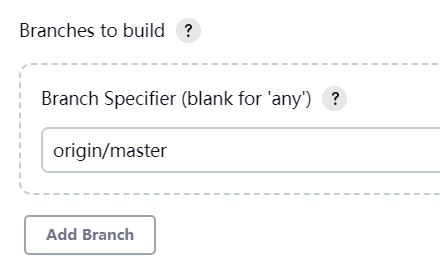 Branches to build ?
Branch Specifier (blank for 'any') ?
origin/master
Add Branch